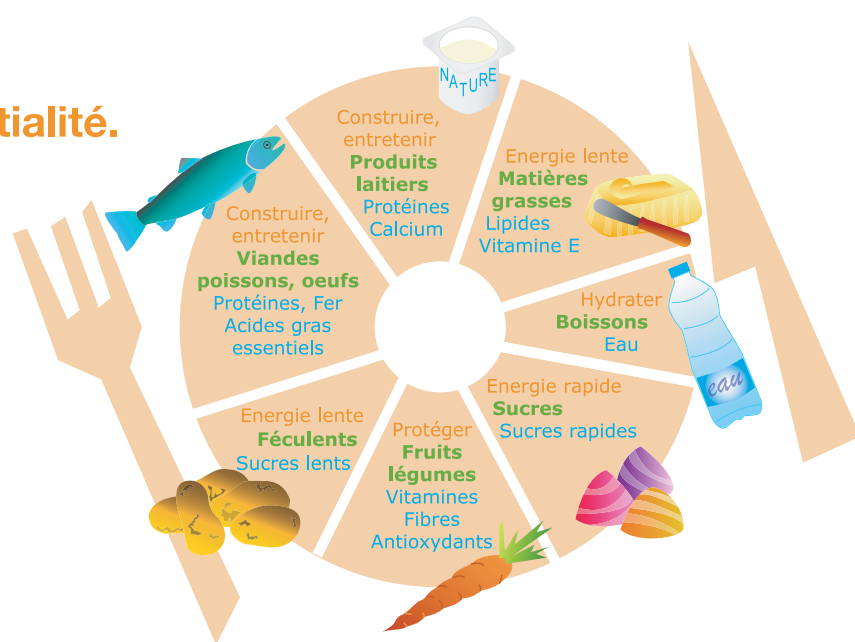 tialité.
NATURE
Construire,
entretenir
Produits
laitiers
Protéines
Calcium
Energie lente
Matières
grasses
Lipides
Vitamine E
Hydrater
Boissons
Eau
eau
Energie rapide
Sucres
Sucres rapides
Protéger
Fruits
légumes
Vitamines
Fibres
Antioxydants
Energie lente
Féculents
Sucres lents
Construire,
entretenir
Viandes
poissons, oeufs
Protéines, Fer
Acides gras
essentiels